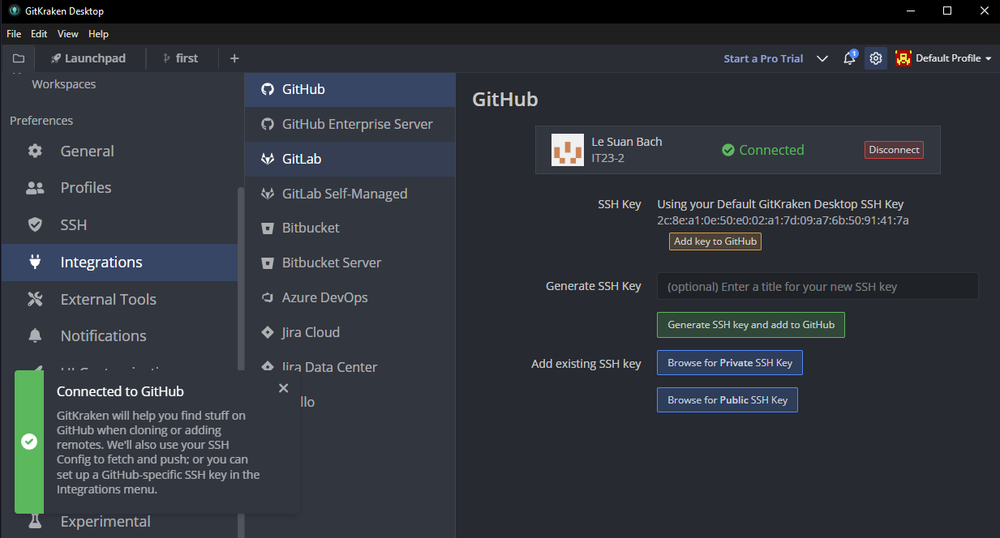 GitKraken Desktop
File Edit View Help
Launchpad
first
Start a Pro Trial
1
Default Profile
Workspaces
Preferences
General
Profiles
SSH
Integrations
External Tools
Notifications
Experimental
GitHub
GitHub Enterprise Server
GitLab
GitLab Self-Managed
Bitbucket
Bitbucket Server
Azure DevOps
Jira Cloud
Jira Data Center
llo
Connected to GitHub
GitKraken will help you find stuff on
GitHub when cloning or adding
remotes. We'll also use your SSH
Config to fetch and push; or you can
set up a GitHub-specific SSH key in the
Integrations menu.
GitHub
Le Suan Bach
IT23-2
Connected
Disconnect
SSH Key
Using your Default GitKraken Desktop SSH Key
2c:8e:a1:0e:50:e0:02:a1:7d:09:a7:6b:50:91:41:7a
Add key to GitHub
Generate SSH Key
(optional) Enter a title for your new SSH key
Generate SSH key and add to GitHub
Add existing SSH key
Browse for Private SSH Key
Browse for Public SSH Key